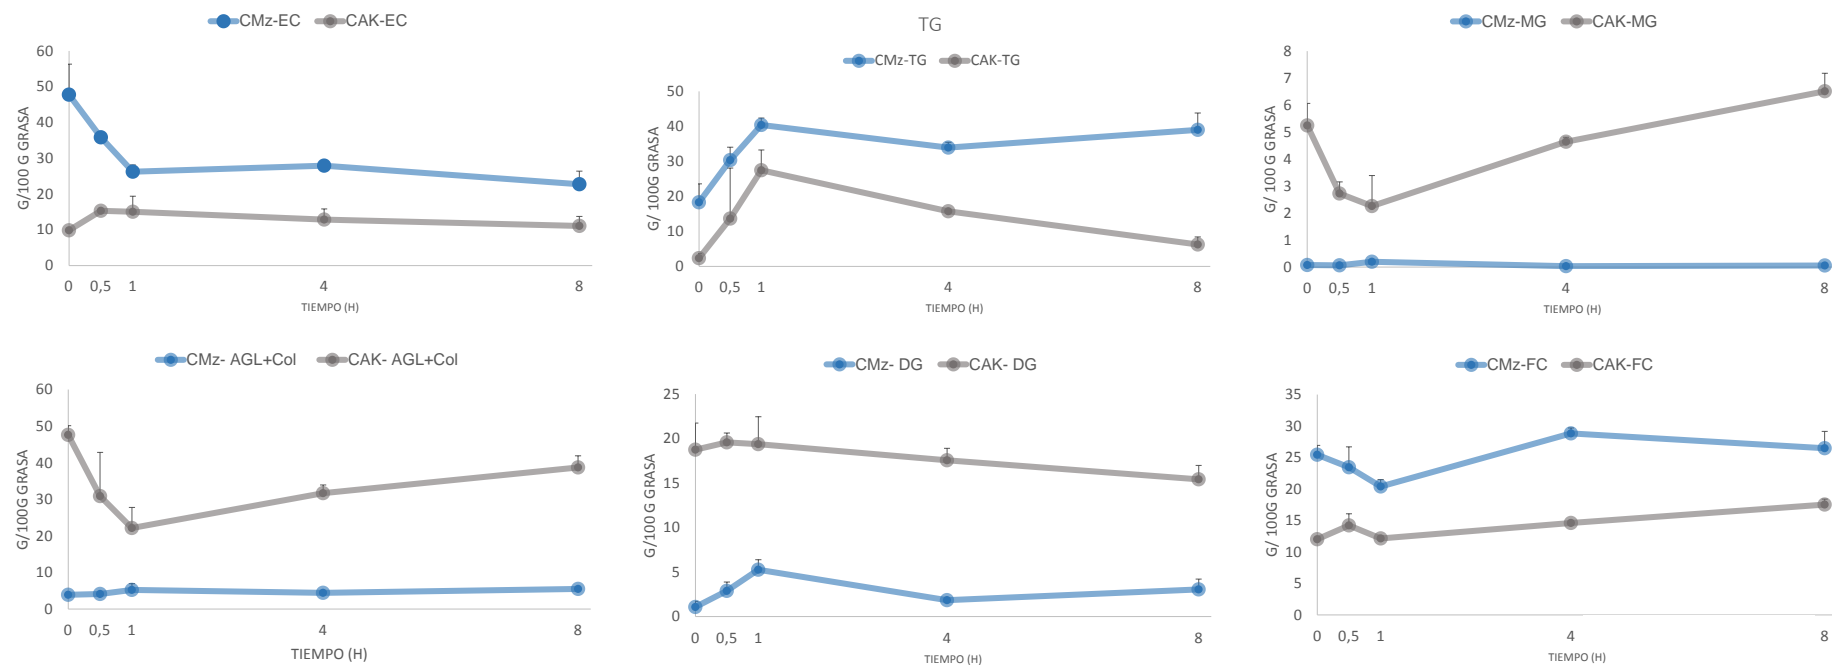 CMz-EC CAK-EC
60
50
40
30
20
10
0
G/100 G GRASA
0 0,5 1 4 8
TIEMPO (H)
TG
CMz-TG CAK-TG
50
40
30
20
10
0
G/ 100G GRASA
0 0,5 1 4 8
TIEMPO (H)
CMz-MG CAK-MG
8
7
6
5
4
3
2
1
0
G/ 100 G GRASA
0 0,5 1 4 8
TIEMPO (H)
CMz- AGL+Col CAK- AGL+Col
60
50
40
30
20
10
0
G/100G GRASA
0 0,5 1 4 8
TIEMPO (H)
CMz- DG CAK- DG
25
20
15
10
5
0
G/100 G GRASA
0 0,5 1 4 8
TIEMPO (H)
CMz-FC CAK-FC
35
30
25
20
15
10
5
0
G/ 100G GRASA
0 0,5 1 4 8
TIEMPO (H)